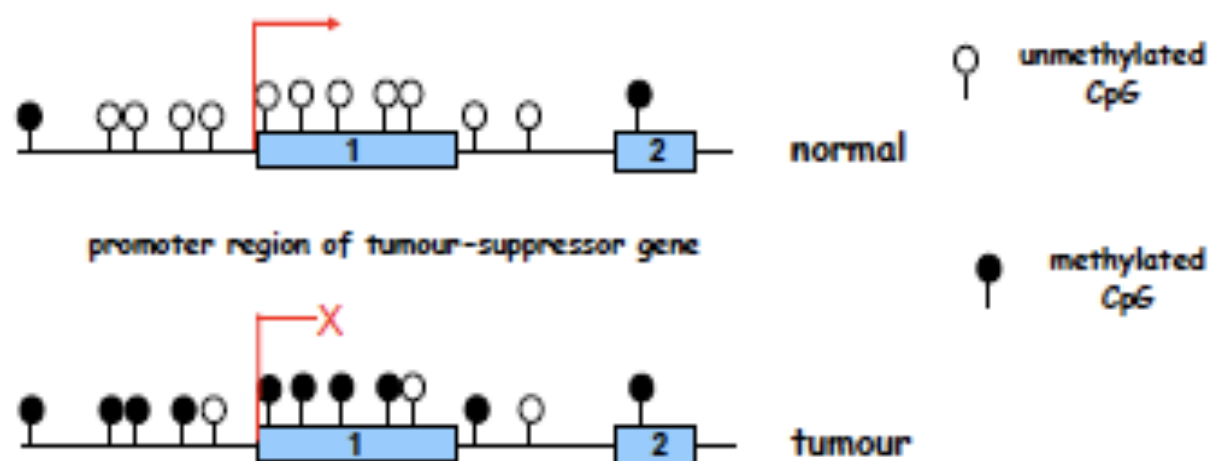 unmethylated
CpG
1
2
normal
promoter region of tumour-suppressor gene
methylated
CpG
X
1
2
tumour